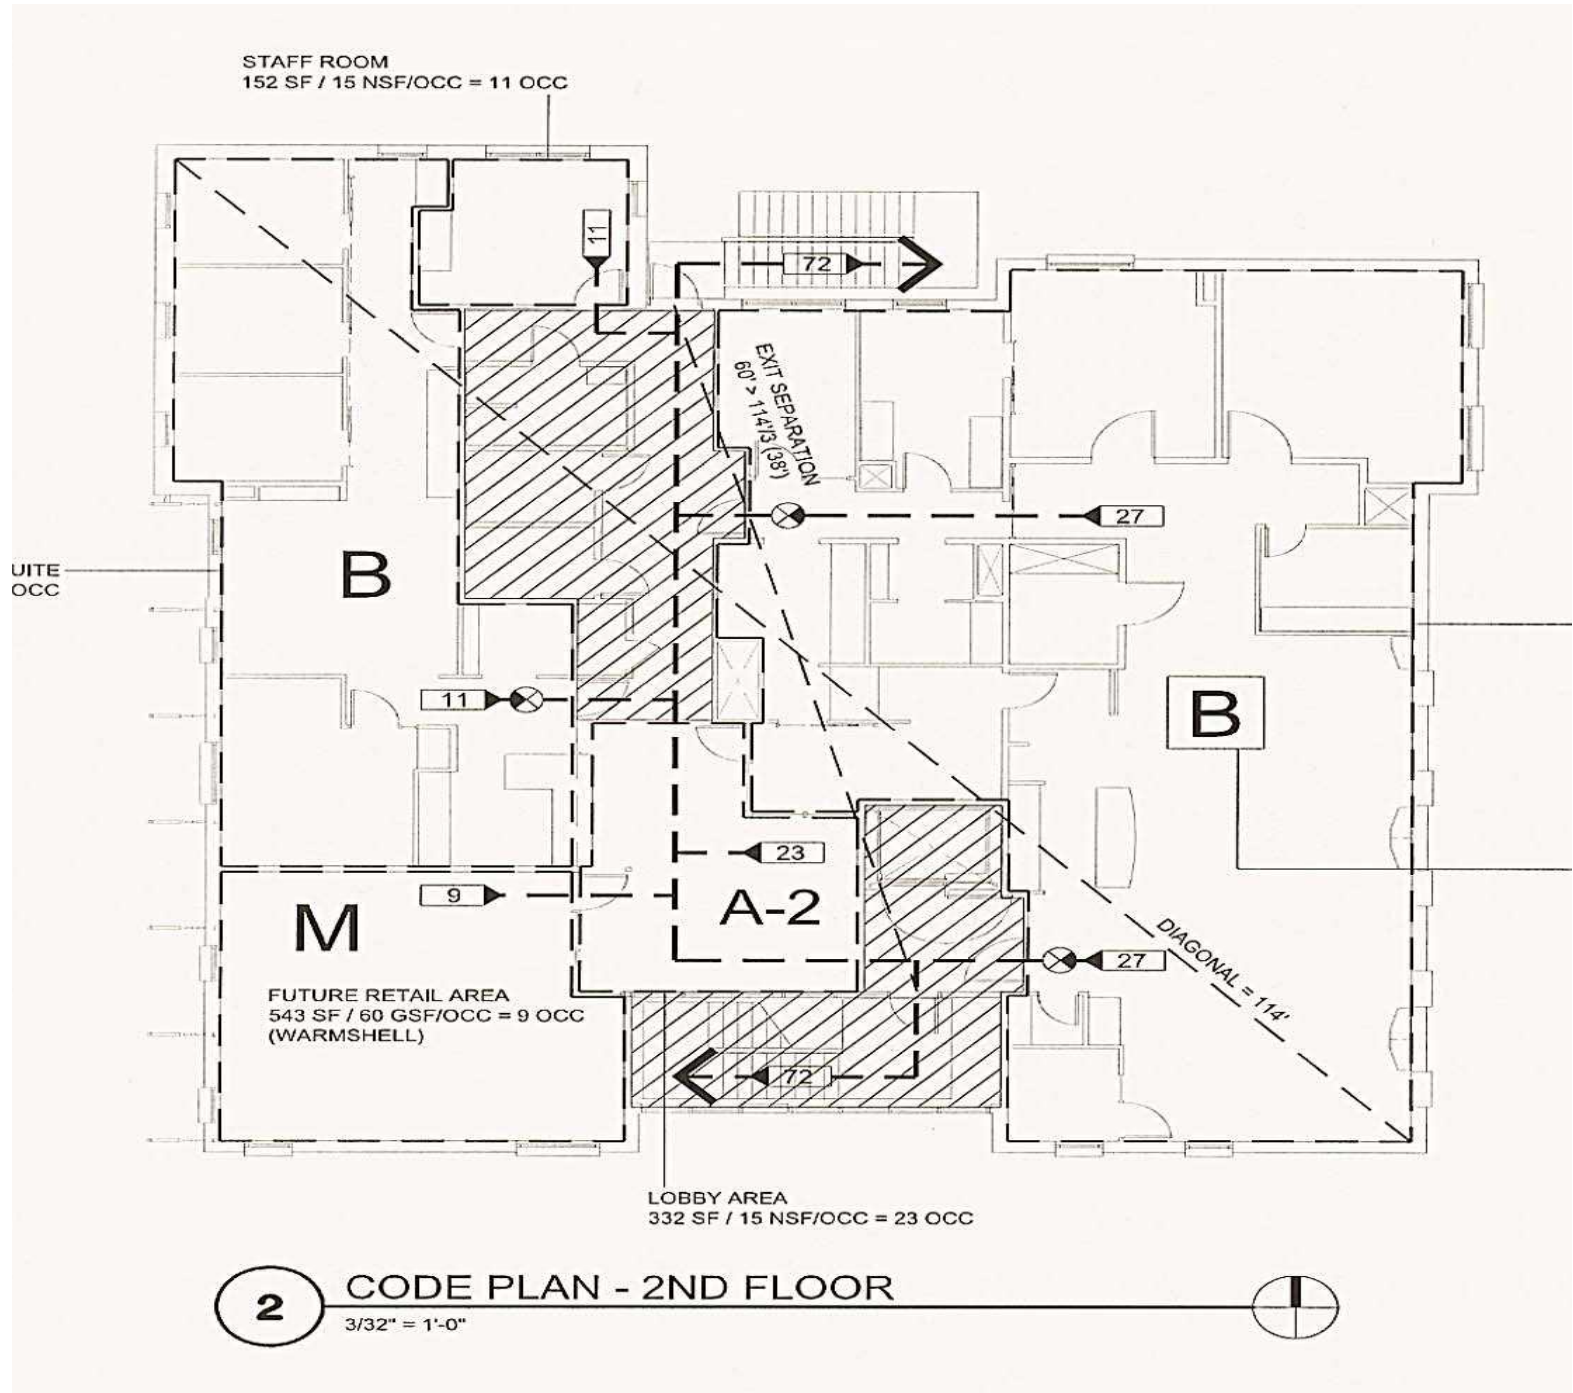 STAFF ROOM
152 SF / 15 NSF/OCC = 11 OCC
11
72
EXIT SEPARATION
60' > 114'/3 (38')
27
UITE
OCC
B
11
B
23
9
A-2
M
27
DIAGONAL = 114'
FUTURE RETAIL AREA
543 SF / 60 GSF/OCC = 9 OCC
(WARMSHELL)
72
LOBBY AREA
332 SF / 15 NSF/OCC = 23 OCC
2
CODE PLAN - 2ND FLOOR
3/32" = 1'-0"